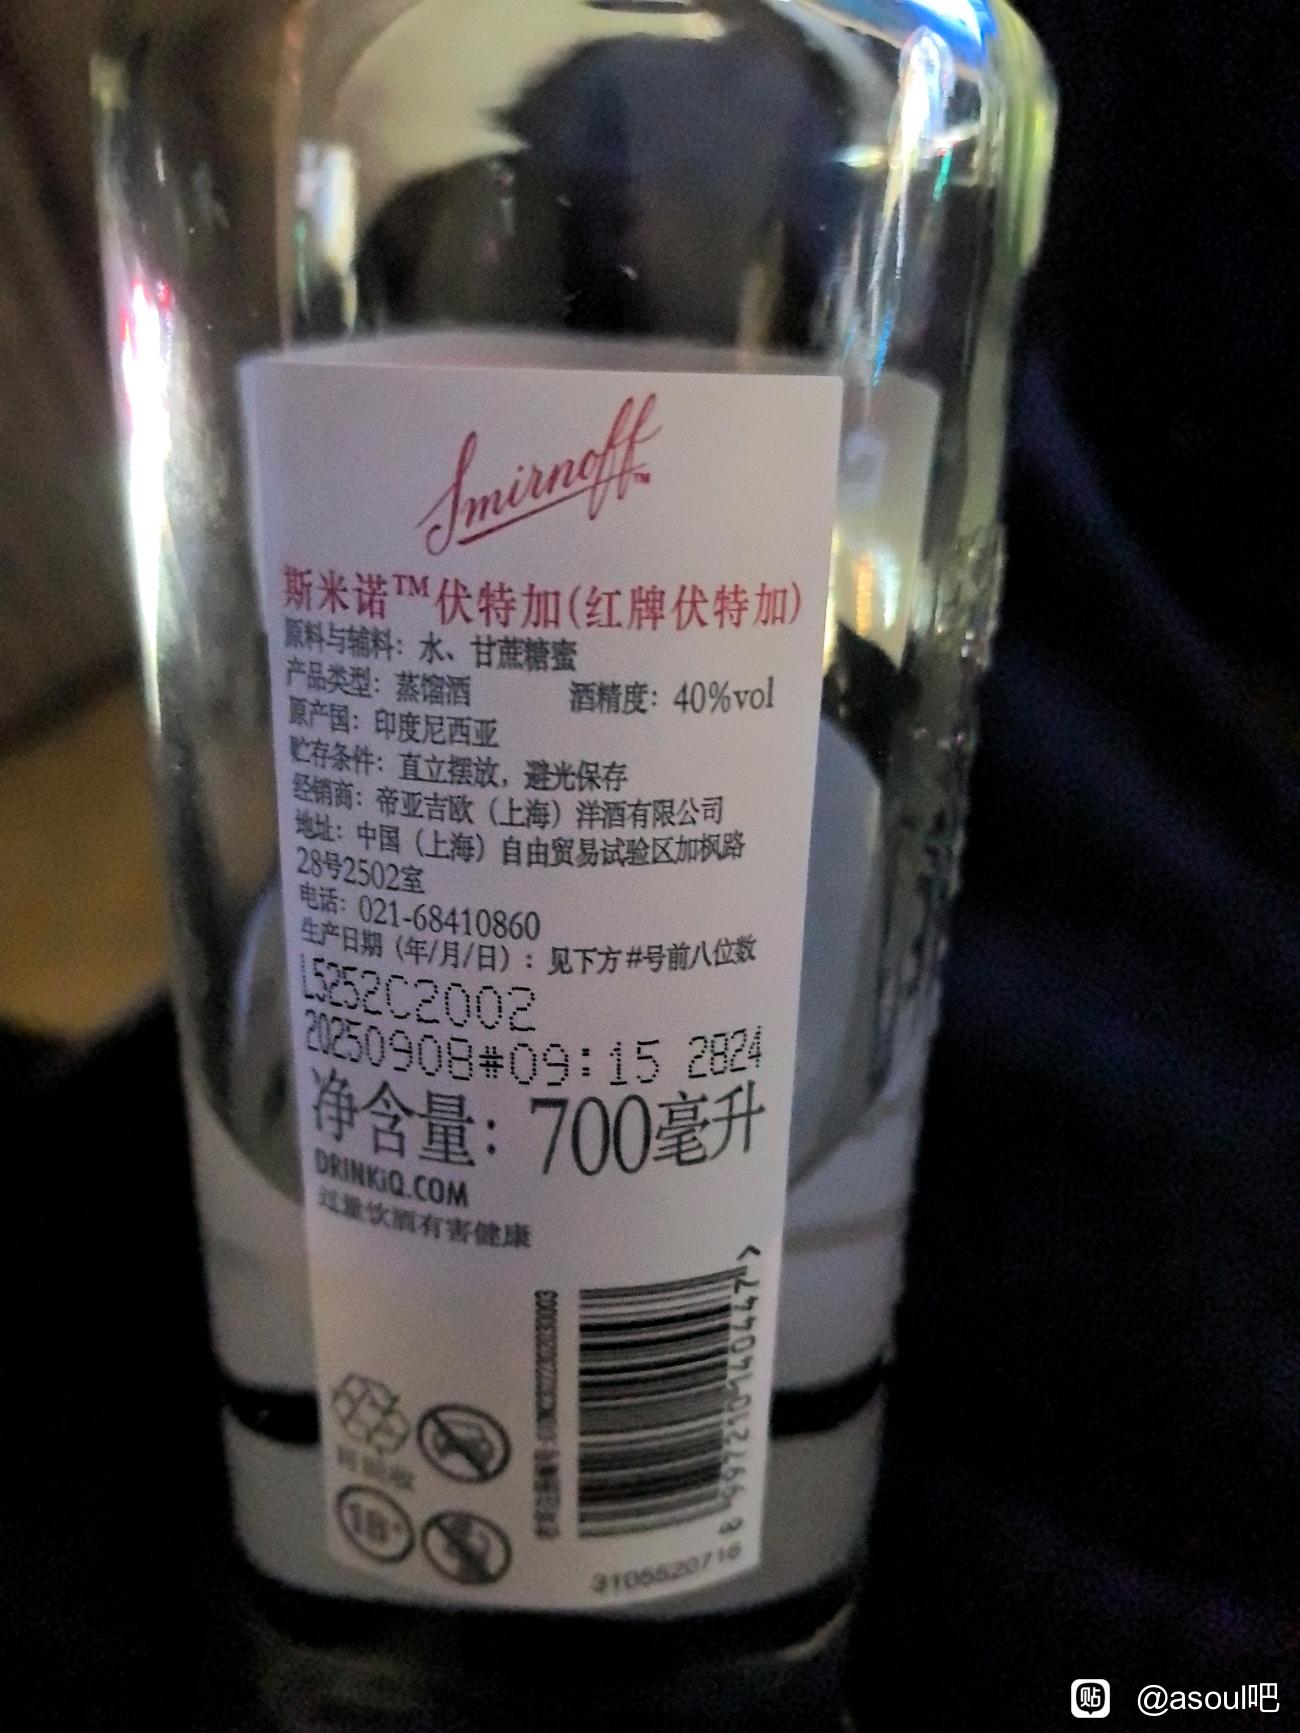 Smirnoff™
斯米诺™伏特加(红牌伏特加)
原料与辅料：水、甘蔗糖蜜
产品类型：蒸馏酒 酒精度：40%vol
原产国：印度尼西亚
贮存条件：直立摆放，避光保存
经销商：帝亚吉欧（上海）洋酒有限公司
地址：中国（上海）自由贸易试验区加枫路
28号2502室
电话：021-68410860
生产日期（年/月/日）：见下方#号前八位数
L5252C2002
20250908#09:15 2824
净含量：700毫升
DRINKiQ.COM
过量饮酒有害健康
可回收
18+
8 997210 140447 >
3105520716
贴 @asoul吧